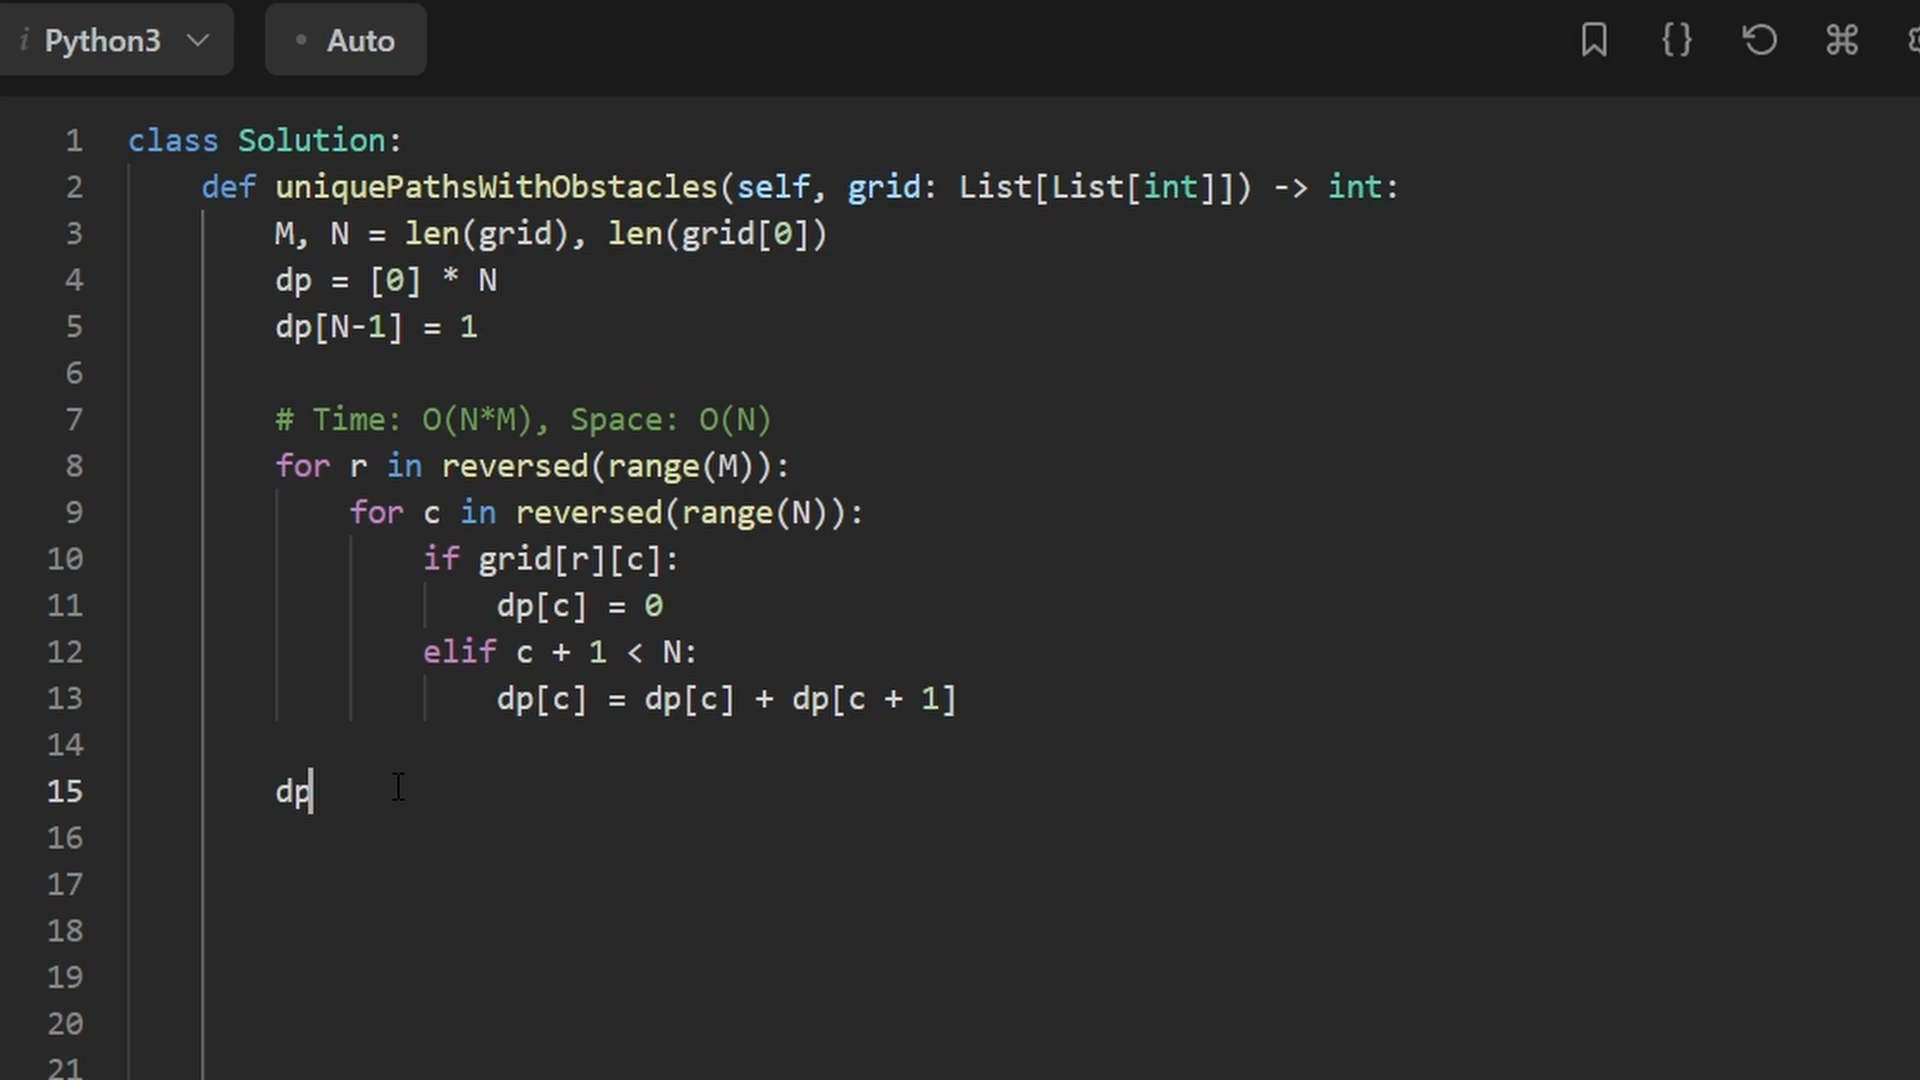 i Python3 Auto
1 class Solution:
2 def uniquePathsWithObstacles(self, grid: List[List[int]]) -> int:
3 M, N = len(grid), len(grid[0])
4 dp = [0] * N
5 dp[N-1] = 1
6
7 # Time: O(N*M), Space: O(N)
8 for r in reversed(range(M)):
9 for c in reversed(range(N)):
10 if grid[r][c]:
11 dp[c] = 0
12 elif c + 1 < N:
13 dp[c] = dp[c] + dp[c + 1]
14
15 dp
16
17
18
19
20
21